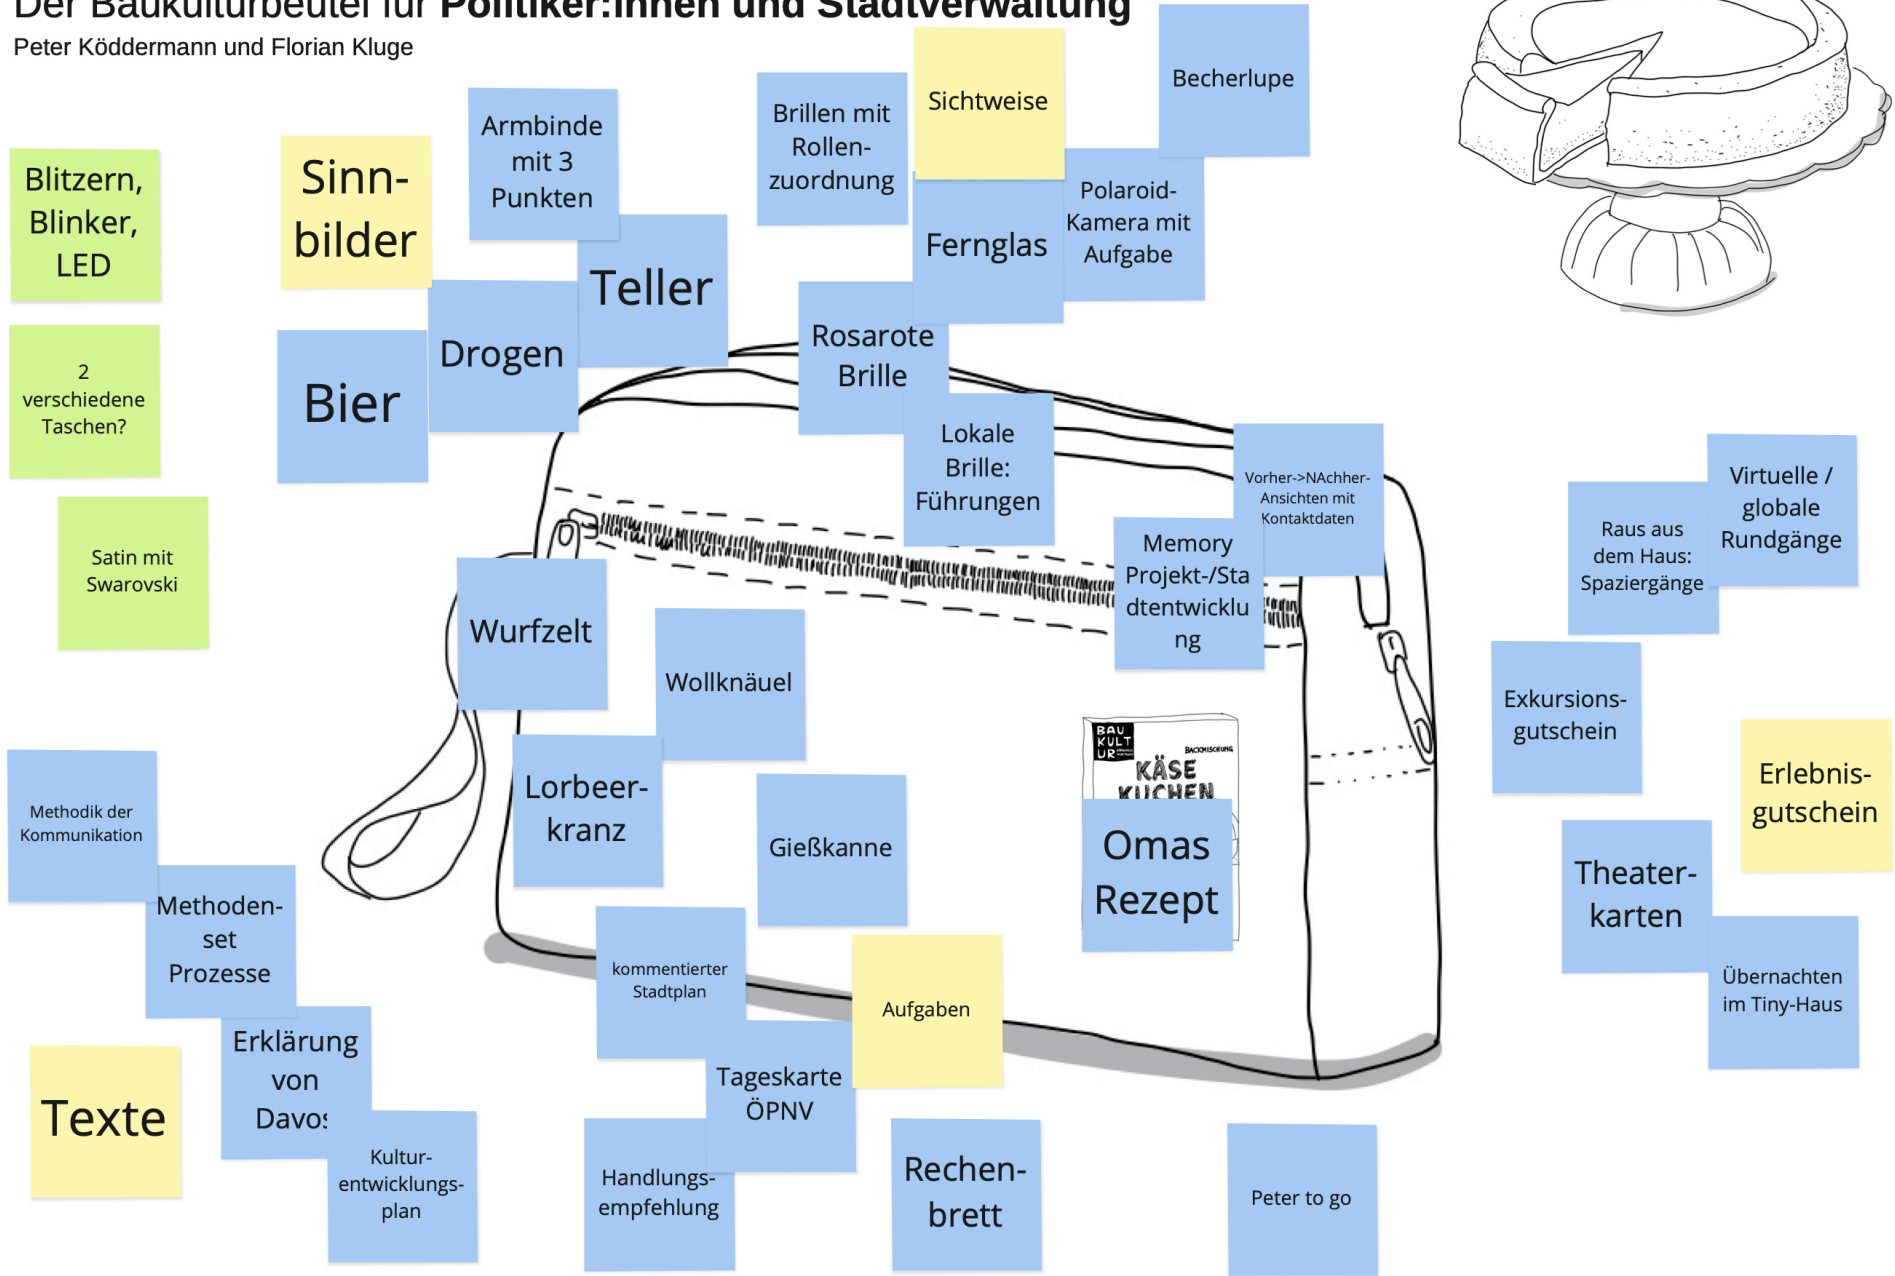 Der Baukulturbeutel für Politiker:innen und Stadtverwaltung
Peter Köddermann und Florian Kluge
Blitzern,
Blinker,
LED
2
verschiedene
Taschen?
Satin mit
Swarovski
Sinn-
bilder
Armbinde
mit 3
Punkten
Teller
Drogen
Bier
Brillen mit
Rollen-
zuordnung
Sichtweise
Becherlupe
Fernglas
Polaroid-
Kamera mit
Aufgabe
Rosarote
Brille
Lokale
Brille:
Führungen
Vorher->NAchher-
Ansichten mit
Kontaktdaten
Memory
Projekt-/Sta
dtentwicklu
ng
Virtuelle /
globale
Rundgänge
Raus aus
dem Haus:
Spaziergänge
Exkursions-
gutschein
Erlebnis-
gutschein
Theater-
karten
Übernachten
im Tiny-Haus
Wurfzelt
Wollknäuel
Lorbeer-
kranz
Gießkanne
BAU
KULT
UR
BACKMISCHUNG
KÄSE
KUCHEN
Omas
Rezept
Methodik der
Kommunikation
Methoden-
set
Prozesse
Erklärung
von
Davos
Kultur-
entwicklungs-
plan
Texte
kommentierter
Stadtplan
Aufgaben
Tageskarte
ÖPNV
Handlungs-
empfehlung
Rechen-
brett
Peter to go